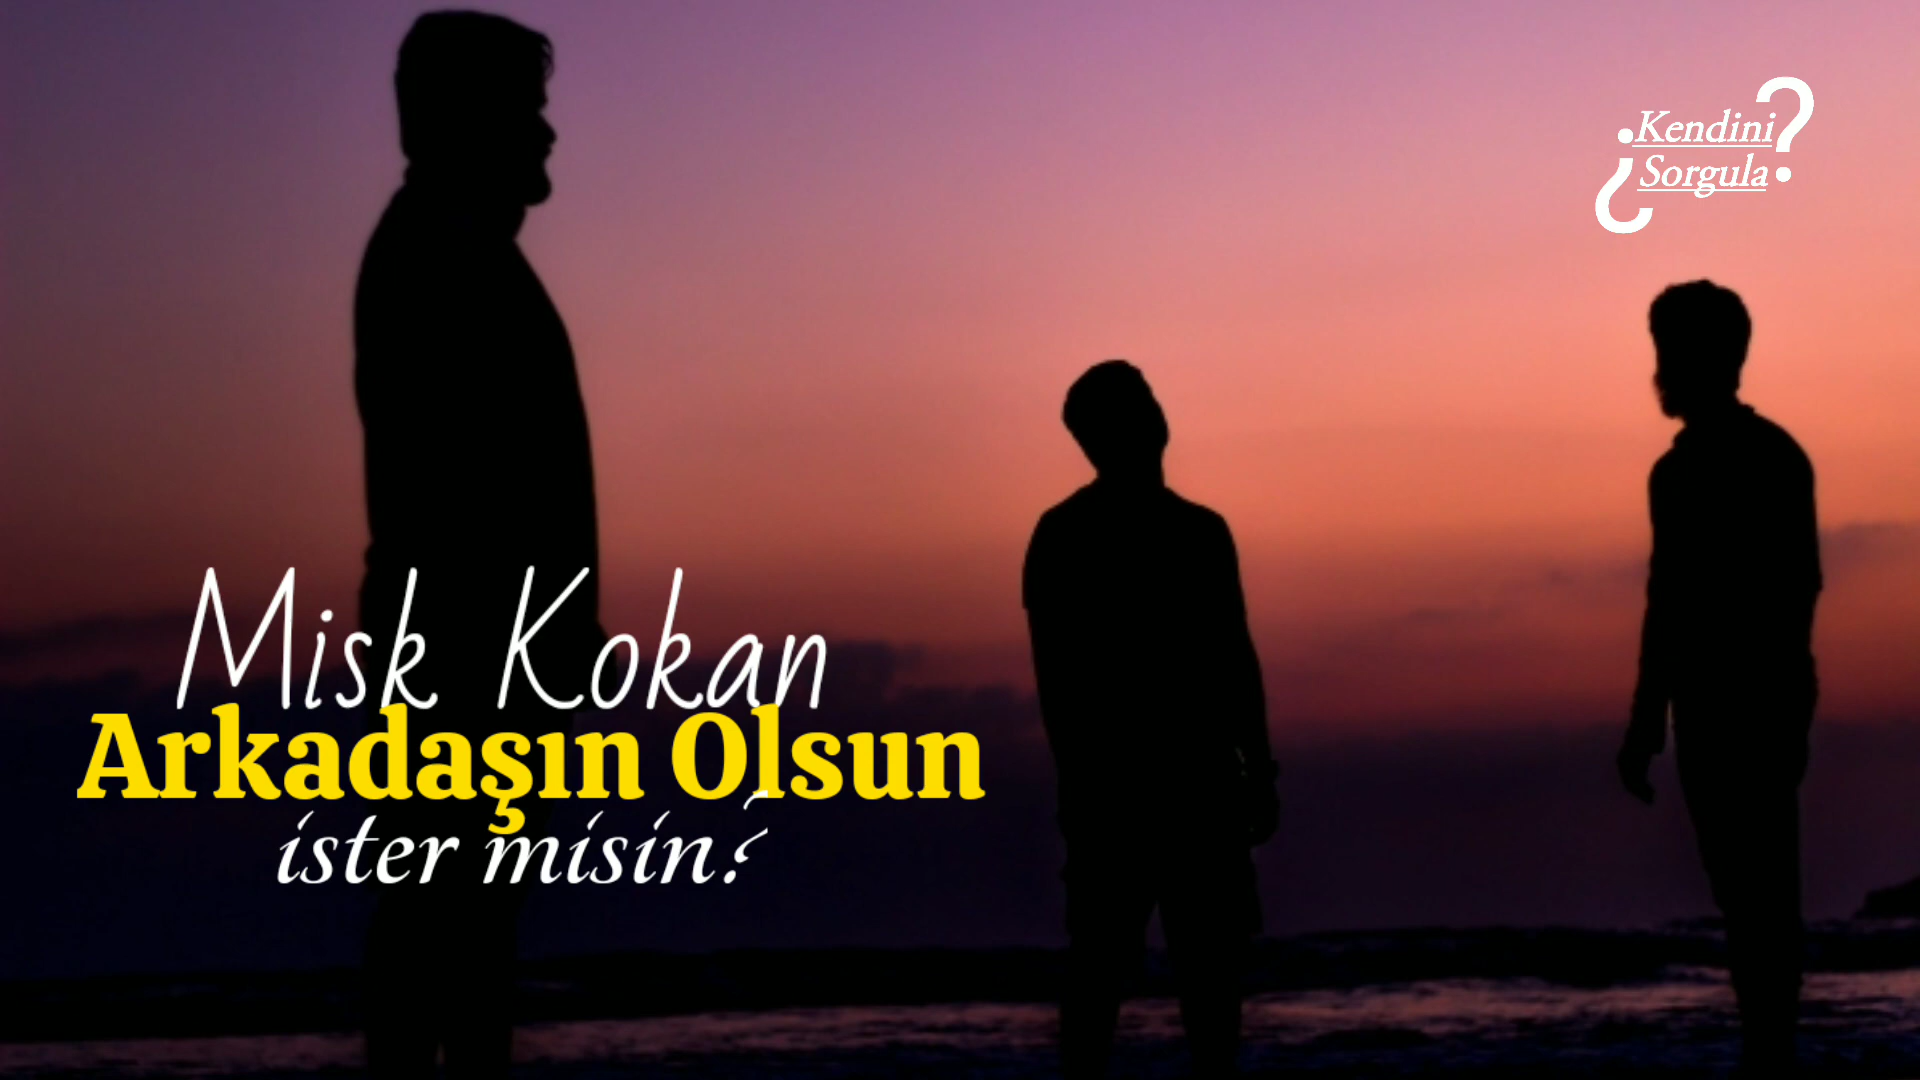 Kendini
Sorgula
Misk Kokan
Arkadaşın Olsun
ister misin?